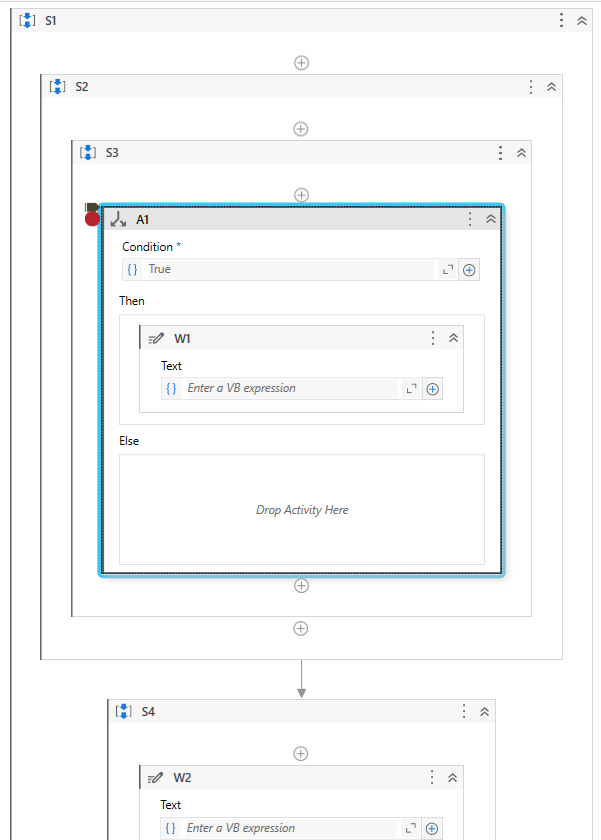 S1
S2
S3
A1
Condition *
{} True
Then
W1
Text
{} Enter a VB expression
Else
Drop Activity Here
S4
W2
Text
{} Enter a VB expression